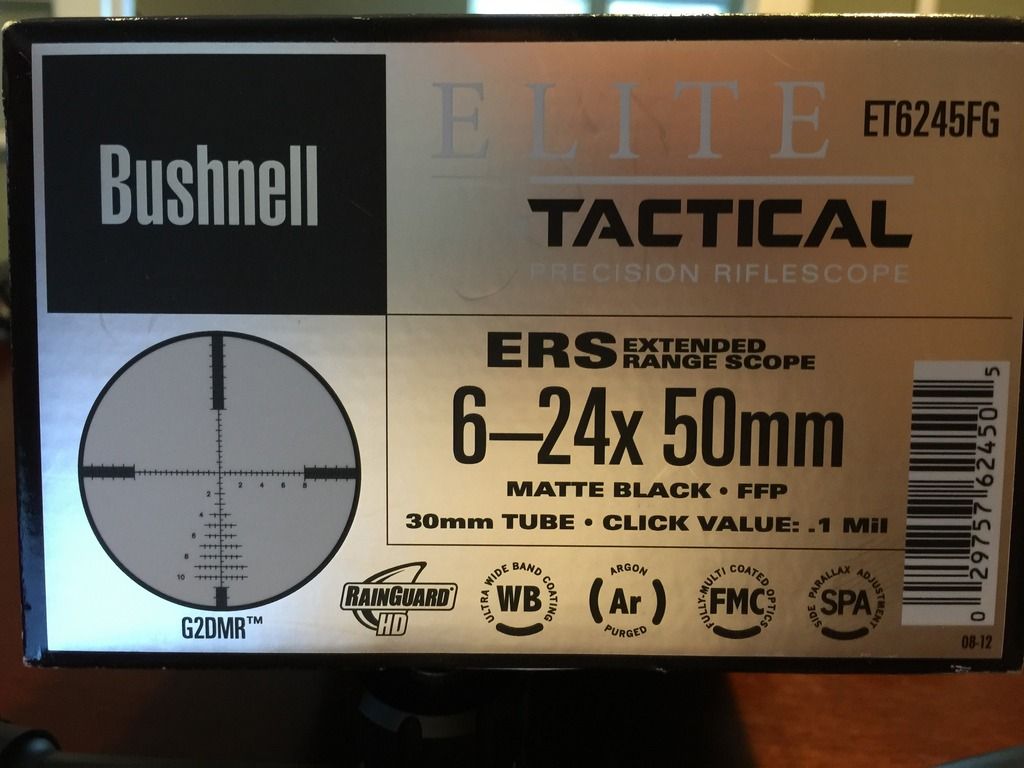 Bushnell
ELITE
ET6245FG
TACTICAL
PRECISION RIFLESCOPE
ERS EXTENDED RANGE SCOPE
6–24x 50mm
MATTE BLACK • FFP
30mm TUBE • CLICK VALUE: .1 Mil
2 4 6 8
2
4
6
8
10
G2DMR™
RAINGUARD® HD
ULTRA WIDE BAND COATING WB
ARGON (Ar) PURGED
FULLY-MULTI COATED OPTICS FMC
SIDE PARALLAX ADJUSTMENT SPA
0 29757 62450 5
08-12